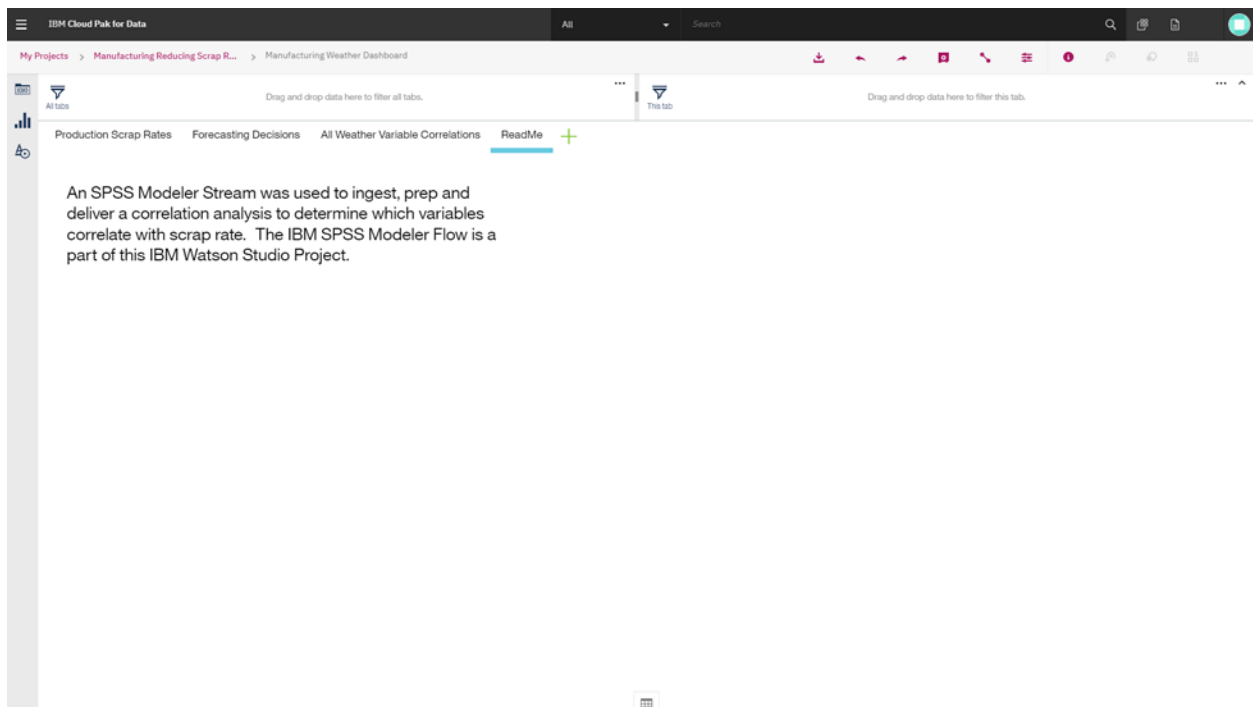 IBM Cloud Pak for Data
All
Search
My Projects > Manufacturing Reducing Scrap R... > Manufacturing Weather Dashboard
All tabs
Drag and drop data here to filter all tabs.
This tab
Drag and drop data here to filter this tab.
Production Scrap Rates Forecasting Decisions All Weather Variable Correlations ReadMe
An SPSS Modeler Stream was used to ingest, prep and
deliver a correlation analysis to determine which variables
correlate with scrap rate. The IBM SPSS Modeler Flow is a
part of this IBM Watson Studio Project.